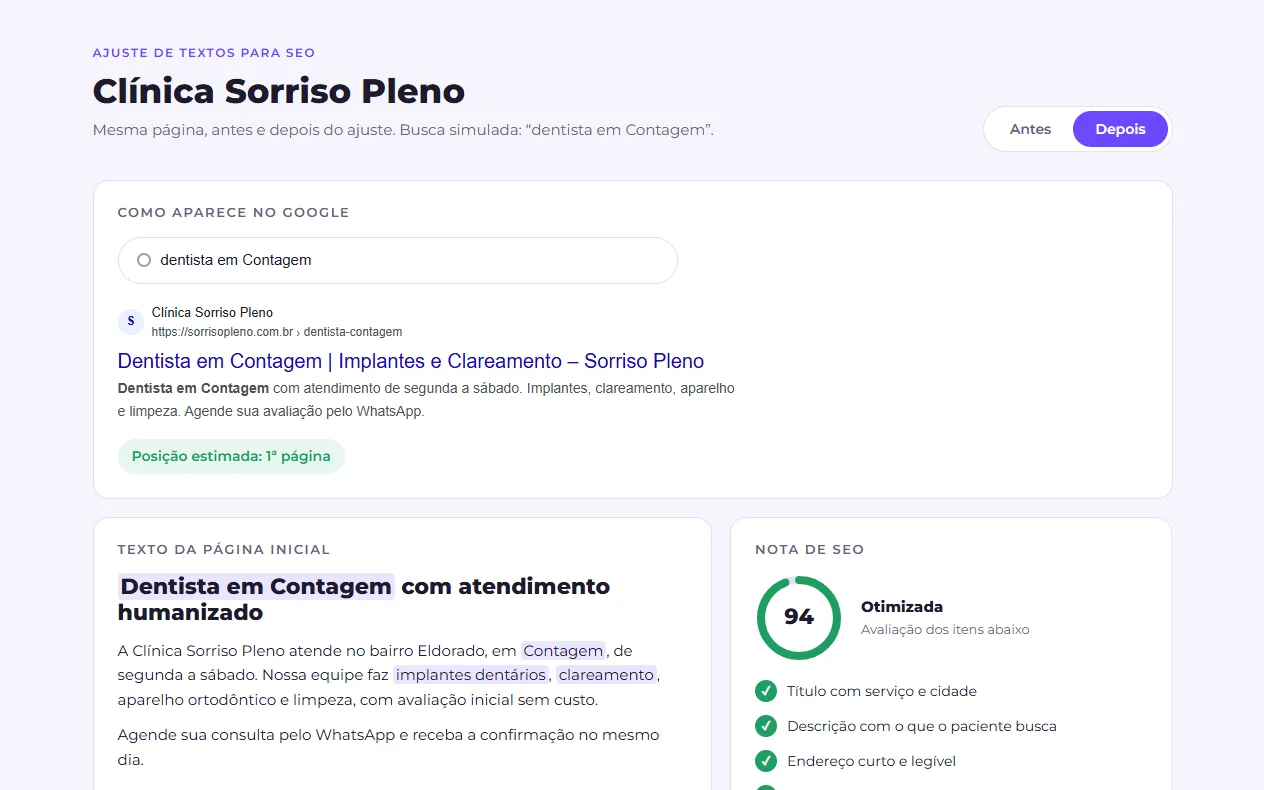 AJUSTE DE TEXTOS PARA SEO
Clínica Sorriso Pleno
Mesma página, antes e depois do ajuste. Busca simulada: “dentista em Contagem”.
Antes
Depois
COMO APARECE NO GOOGLE
dentista em Contagem
S
Clínica Sorriso Pleno
https://sorrisopleno.com.br › dentista-contagem
Dentista em Contagem | Implantes e Clareamento – Sorriso Pleno
Dentista em Contagem com atendimento de segunda a sábado. Implantes, clareamento, aparelho
e limpeza. Agende sua avaliação pelo WhatsApp.
Posição estimada: 1ª página
TEXTO DA PÁGINA INICIAL
Dentista em Contagem com atendimento
humanizado
A Clínica Sorriso Pleno atende no bairro Eldorado, em Contagem, de
segunda a sábado. Nossa equipe faz implantes dentários, clareamento,
aparelho ortodôntico e limpeza, com avaliação inicial sem custo.
Agende sua consulta pelo WhatsApp e receba a confirmação no mesmo
dia.
NOTA DE SEO
94
Otimizada
Avaliação dos itens abaixo
Título com serviço e cidade
Descrição com o que o paciente busca
Endereço curto e legível